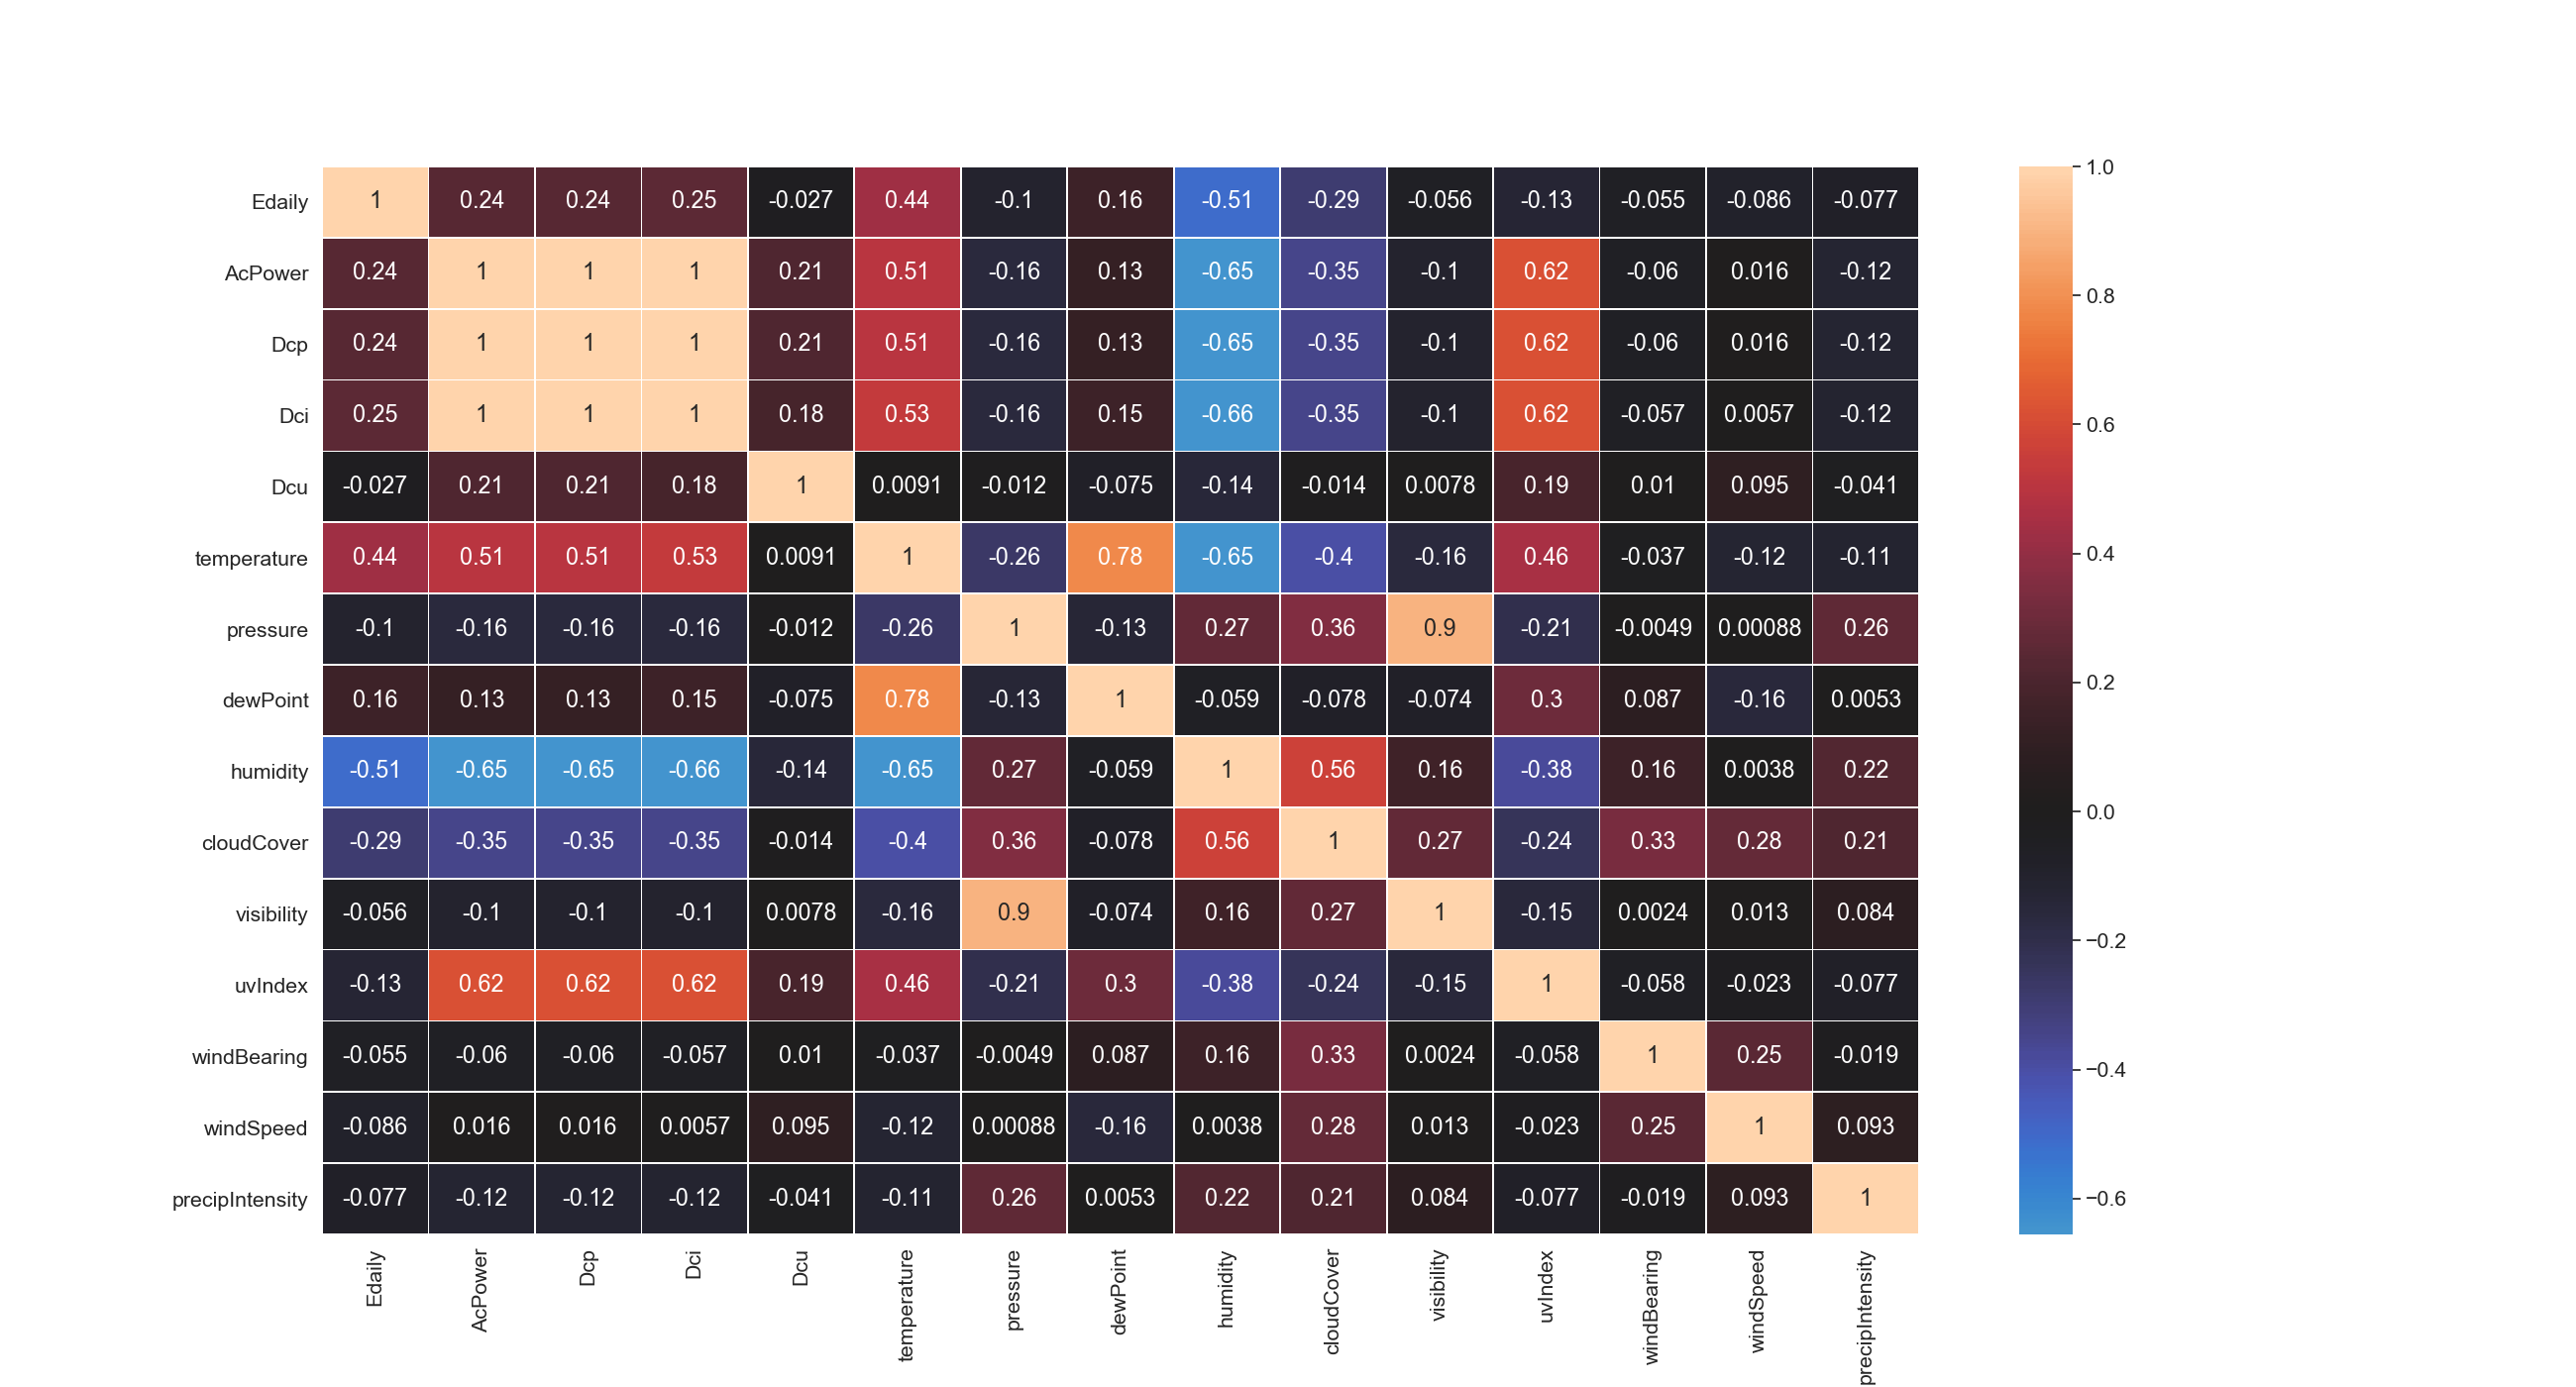 Edaily 1 0.24 0.24 0.25 -0.027 0.44 -0.1 0.16 -0.51 -0.29 -0.056 -0.13 -0.055 -0.086 -0.077
AcPower 0.24 1 1 1 0.21 0.51 -0.16 0.13 -0.65 -0.35 -0.1 0.62 -0.06 0.016 -0.12
Dcp 0.24 1 1 1 0.21 0.51 -0.16 0.13 -0.65 -0.35 -0.1 0.62 -0.06 0.016 -0.12
Dci 0.25 1 1 1 0.18 0.53 -0.16 0.15 -0.66 -0.35 -0.1 0.62 -0.057 0.0057 -0.12
Dcu -0.027 0.21 0.21 0.18 1 0.0091 -0.012 -0.075 -0.14 -0.014 0.0078 0.19 0.01 0.095 -0.041
temperature 0.44 0.51 0.51 0.53 0.0091 1 -0.26 0.78 -0.65 -0.4 -0.16 0.46 -0.037 -0.12 -0.11
pressure -0.1 -0.16 -0.16 -0.16 -0.012 -0.26 1 -0.13 0.27 0.36 0.9 -0.21 -0.0049 0.00088 0.26
dewPoint 0.16 0.13 0.13 0.15 -0.075 0.78 -0.13 1 -0.059 -0.078 -0.074 0.3 0.087 -0.16 0.0053
humidity -0.51 -0.65 -0.65 -0.66 -0.14 -0.65 0.27 -0.059 1 0.56 0.16 -0.38 0.16 0.0038 0.22
cloudCover -0.29 -0.35 -0.35 -0.35 -0.014 -0.4 0.36 -0.078 0.56 1 0.27 -0.24 0.33 0.28 0.21
visibility -0.056 -0.1 -0.1 -0.1 0.0078 -0.16 0.9 -0.074 0.16 0.27 1 -0.15 0.0024 0.013 0.084
uvIndex -0.13 0.62 0.62 0.62 0.19 0.46 -0.21 0.3 -0.38 -0.24 -0.15 1 -0.058 -0.023 -0.077
windBearing -0.055 -0.06 -0.06 -0.057 0.01 -0.037 -0.0049 0.087 0.16 0.33 0.0024 -0.058 1 0.25 -0.019
windSpeed -0.086 0.016 0.016 0.0057 0.095 -0.12 0.00088 -0.16 0.0038 0.28 0.013 -0.023 0.25 1 0.093
precipIntensity -0.077 -0.12 -0.12 -0.12 -0.041 -0.11 0.26 0.0053 0.22 0.21 0.084 -0.077 -0.019 0.093 1
Edaily
AcPower
Dcp
Dci
Dcu
temperature
pressure
dewPoint
humidity
cloudCover
visibility
uvIndex
windBearing
windSpeed
precipIntensity
1.0
0.8
0.6
0.4
0.2
0.0
−0.2
−0.4
−0.6